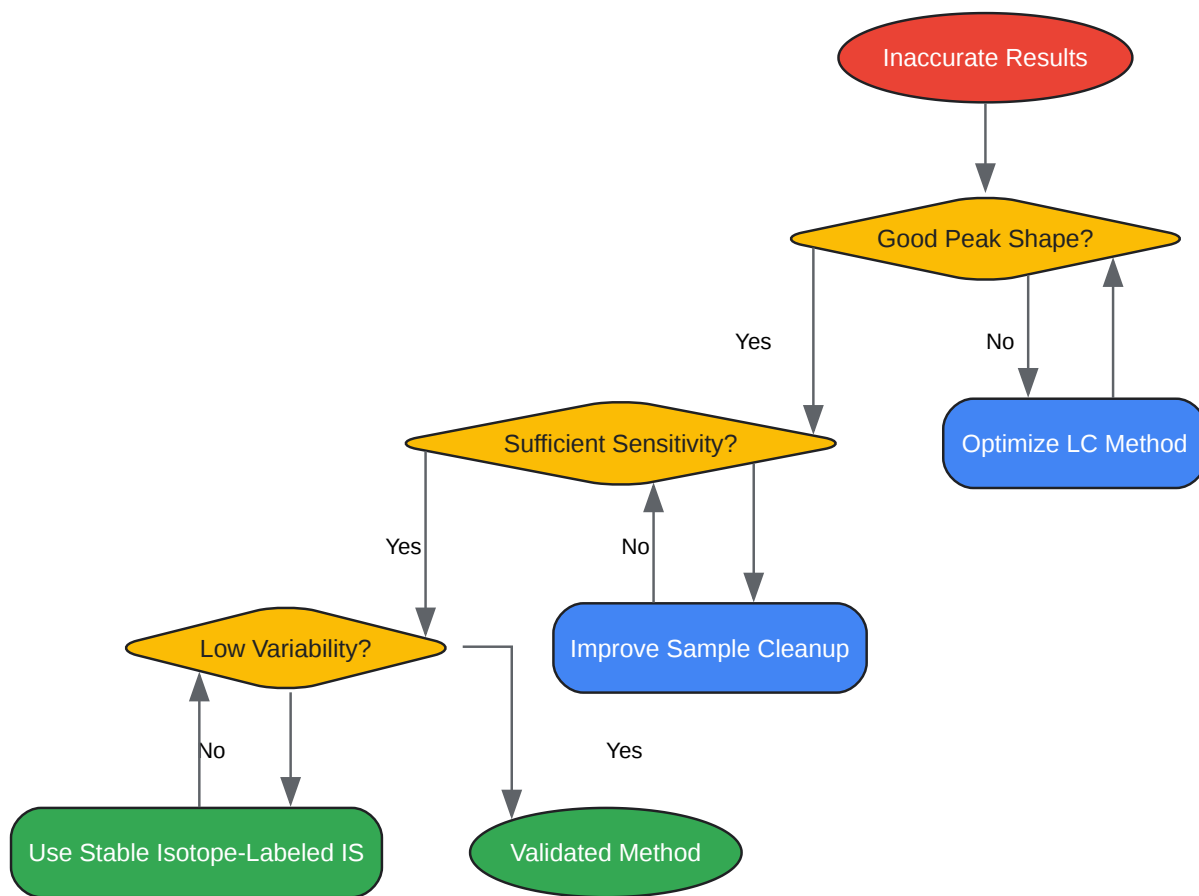 Inaccurate Results
Good Peak Shape?
Yes
No
Sufficient Sensitivity?
Optimize LC Method
Yes
No
Low Variability?
Improve Sample Cleanup
No
Yes
Use Stable Isotope-Labeled IS
Validated Method